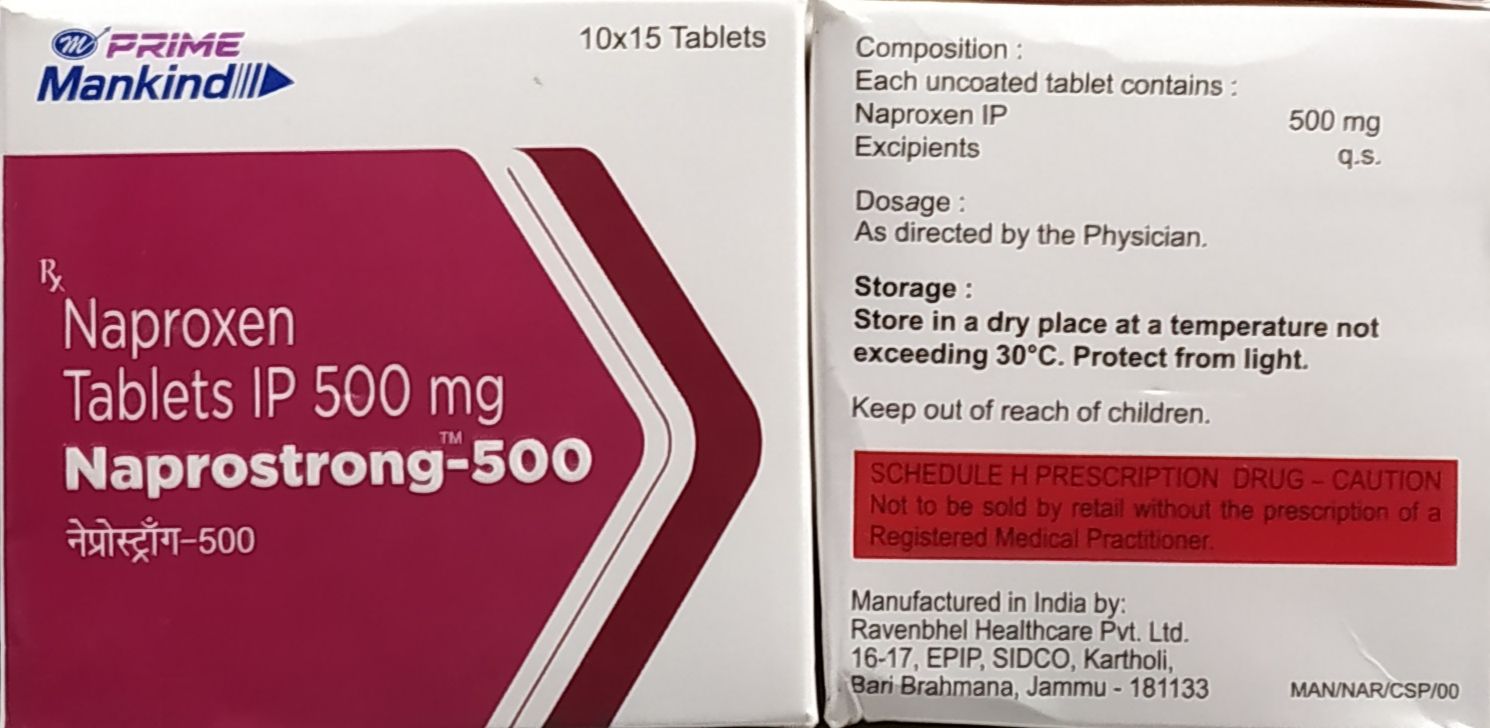 m PRIME
Mankind
10x15 Tablets
Rx
Naproxen
Tablets IP 500 mg
Naprostrong™-500
नेप्रोस्ट्रॉंग-500
Composition :
Each uncoated tablet contains :
Naproxen IP 500 mg
Excipients q.s.
Dosage :
As directed by the Physician.
Storage :
Store in a dry place at a temperature not
exceeding 30°C. Protect from light.
Keep out of reach of children.
SCHEDULE H PRESCRIPTION DRUG – CAUTION
Not to be sold by retail without the prescription of a
Registered Medical Practitioner.
Manufactured in India by:
Ravenbhel Healthcare Pvt. Ltd.
16-17, EPIP, SIDCO, Kartholi,
Bari Brahmana, Jammu - 181133
MAN/NAR/CSP/00